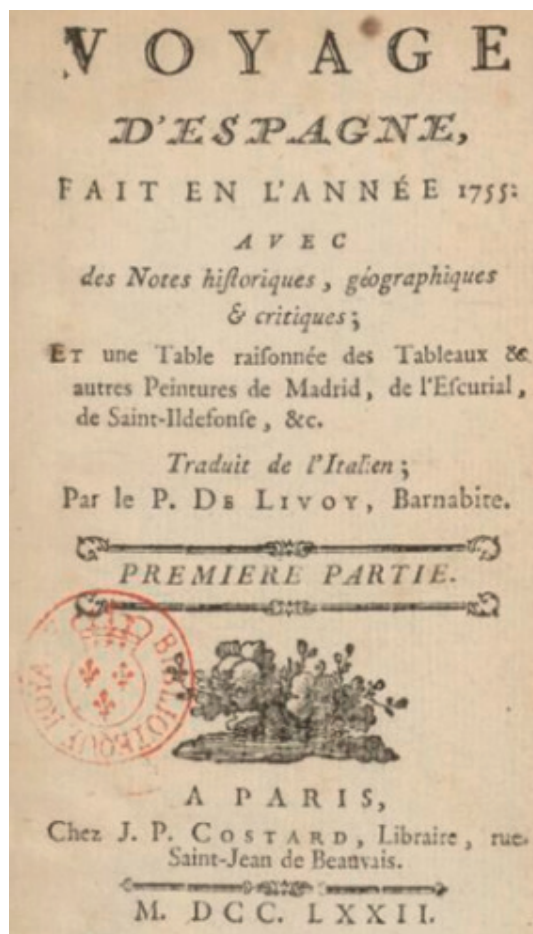 VOYAGE
D'ESPAGNE,
FAIT EN L'ANNÉE 1755:
AVEC
des Notes hiſtoriques, géographiques
& critiques;
ET une Table raiſonnée des Tableaux &
autres Peintures de Madrid, de l'Eſcurial,
de Saint-Ildefonſe, &c.
Traduit de l'Italien;
Par le P. DE LIVOY, Barnabite.
PREMIERE PARTIE.
BIBLIOTEQUE ROYA
A PARIS,
Chez J. P. COSTARD, Libraire, rue
Saint-Jean de Beauvais.
M. DCC. LXXII.